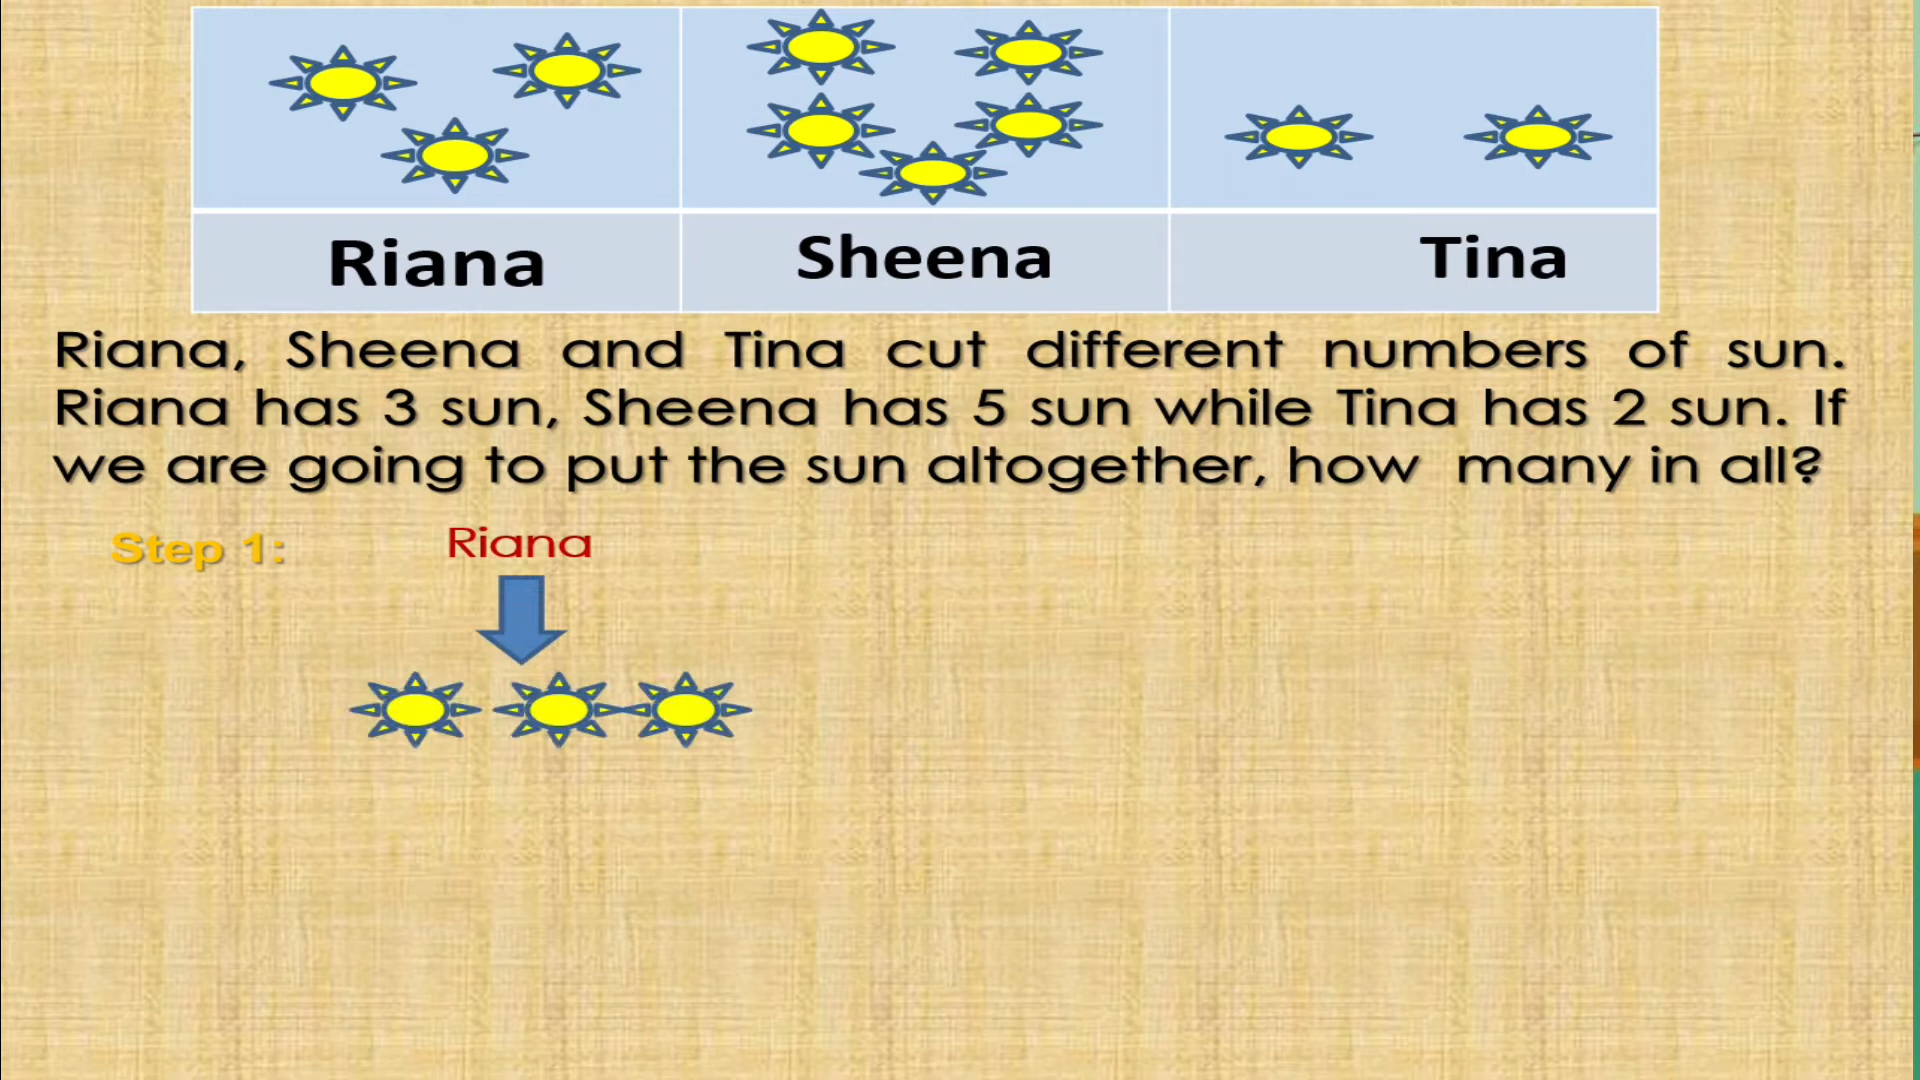 Riana
Sheena
Tina
Riana, Sheena and Tina cut different numbers of sun.
Riana has 3 sun, Sheena has 5 sun while Tina has 2 sun. If
we are going to put the sun altogether, how many in all?
Step 1:
Riana